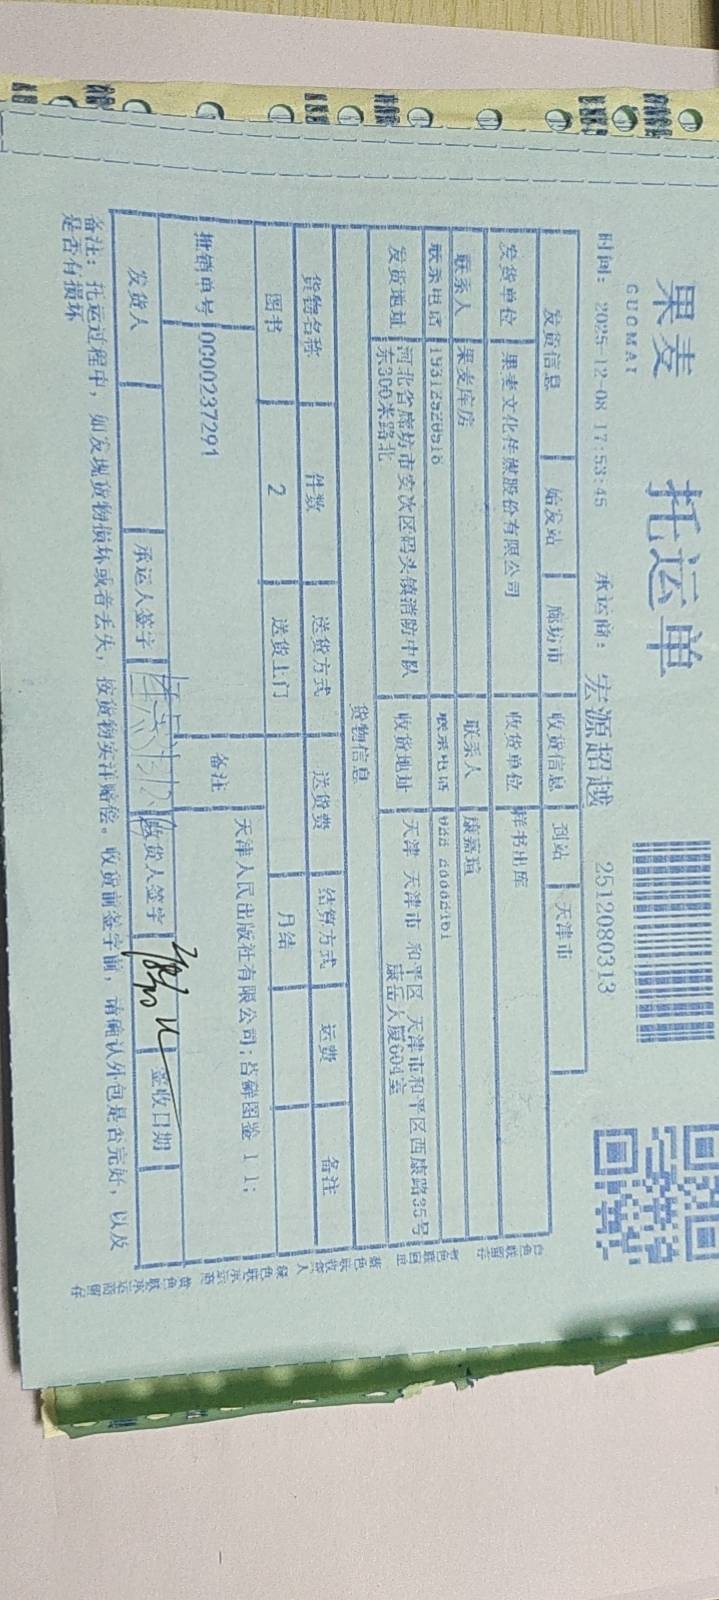 果麦
GUOMAI
托运单
时间: 2025-12-08 17:53:45 承运商: 宏源超越 2512080313
发货信息 始发站 廊坊市 收货信息 到站 天津市
发货单位 果麦文化传媒股份有限公司 收货单位 样书出库
联系人 果麦库房 联系人 康嘉瑄
联系电话 联系电话
发货地址 河北省廊坊市安次区码头镇消防中队 收货地址 天津 天津市 和平区 天津市和平区西康路35号
东300米路北 康岳大厦604室
货物信息
货物名称 件数 送货方式 送货费 结算方式 运费 备注
图书 2 送货上门 月结
批销单号 0000237291 备注 天津人民出版社有限公司;苔藓图鉴 1 1;
发货人 承运人签字 收货人签字 签收日期
备注: 托运过程中, 如发现货物损坏或者丢失, 按货物实洋赔偿。收货前签字前, 请确认外包是否完好, 以及
是否有损坏